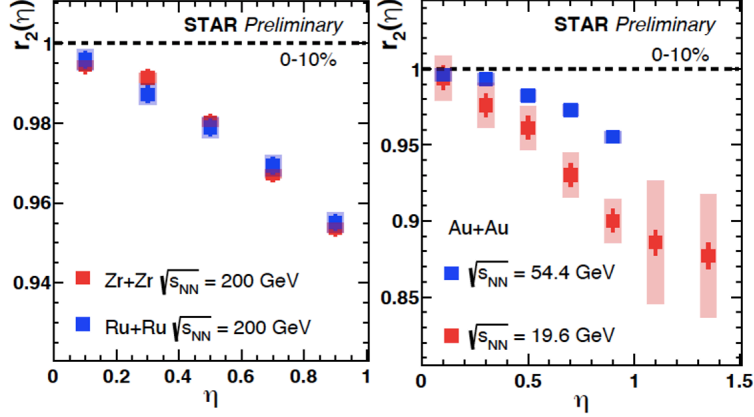 r₂(η)
STAR Preliminary
1
0-10%
0.98
0.96
0.94
Zr+Zr √sNN = 200 GeV
Ru+Ru √sNN = 200 GeV
0 0.2 0.4 0.6 0.8 1
η
r₂(η)
STAR Preliminary
0-10%
1
0.95
0.9
0.85
Au+Au
√sNN = 54.4 GeV
√sNN = 19.6 GeV
0 0.5 1 1.5
η